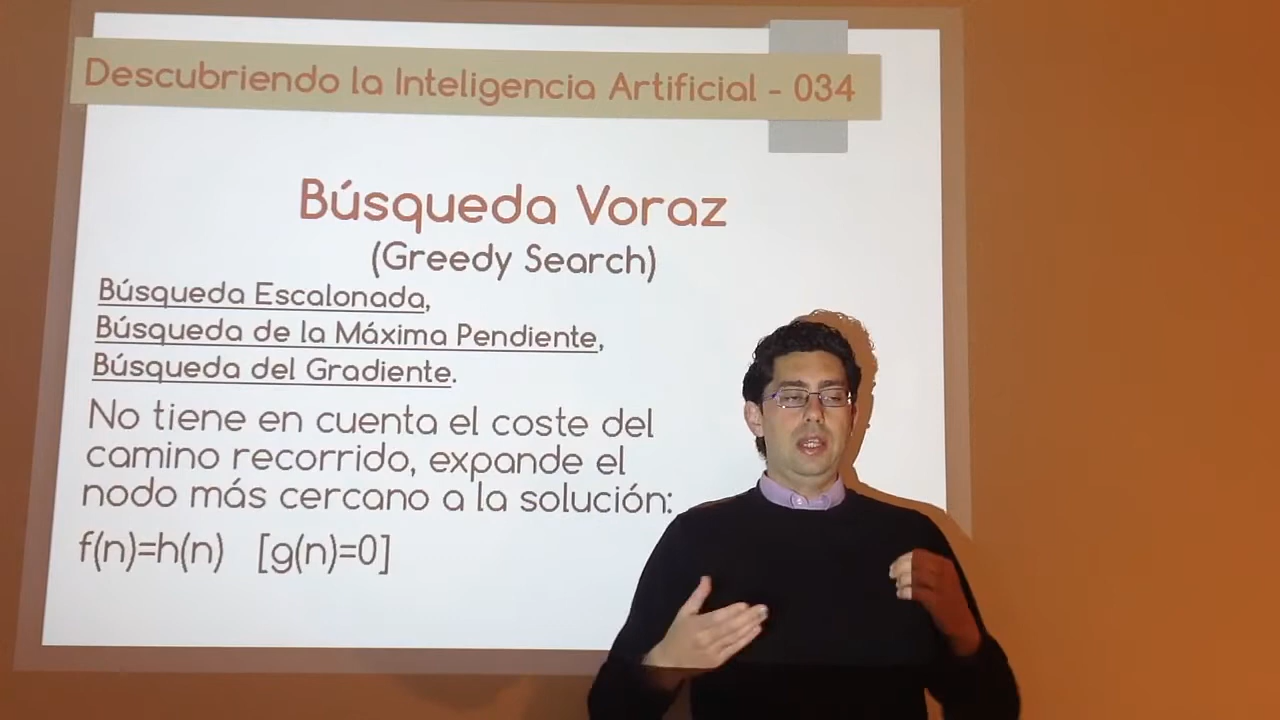 Descubriendo la Inteligencia Artificial - 034
Búsqueda Voraz
(Greedy Search)
Búsqueda Escalonada,
Búsqueda de la Máxima Pendiente,
Búsqueda del Gradiente.
No tiene en cuenta el coste del
camino recorrido, expande el
nodo más cercano a la solución:
f(n)=h(n) [g(n)=0]